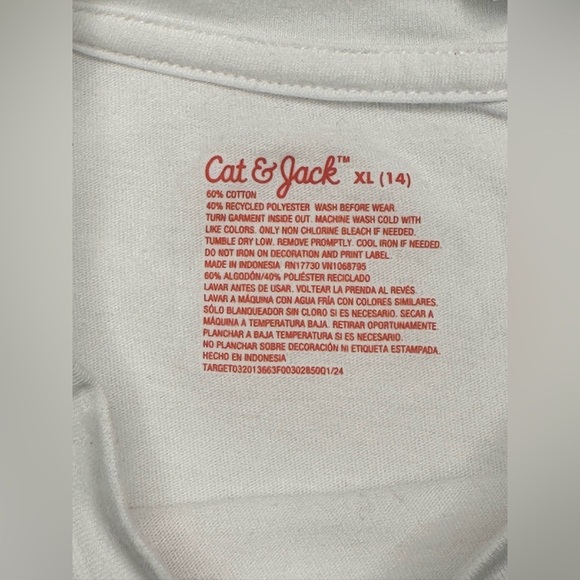 Cat & Jack™ XL (14)
60% COTTON
40% RECYCLED POLYESTER WASH BEFORE WEAR.
TURN GARMENT INSIDE OUT. MACHINE WASH COLD WITH
LIKE COLORS. ONLY NON CHLORINE BLEACH IF NEEDED.
TUMBLE DRY LOW. REMOVE PROMPTLY. COOL IRON IF NEEDED.
DO NOT IRON ON DECORATION AND PRINT LABEL.
MADE IN INDONESIA RN17730 VN1068795
60% ALGODÓN/40% POLIÉSTER RECICLADO
LAVAR ANTES DE USAR. VOLTEAR LA PRENDA AL REVÉS.
LAVAR A MÁQUINA CON AGUA FRÍA CON COLORES SIMILARES.
SÓLO BLANQUEADOR SIN CLORO SI ES NECESARIO. SECAR A
MÁQUINA A TEMPERATURA BAJA. RETIRAR OPORTUNAMENTE.
PLANCHAR A BAJA TEMPERATURA SI ES NECESARIO.
NO PLANCHAR SOBRE DECORACIÓN NI ETIQUETA ESTAMPADA.
HECHO EN INDONESIA
TARGET032013663F00302850Q1/24